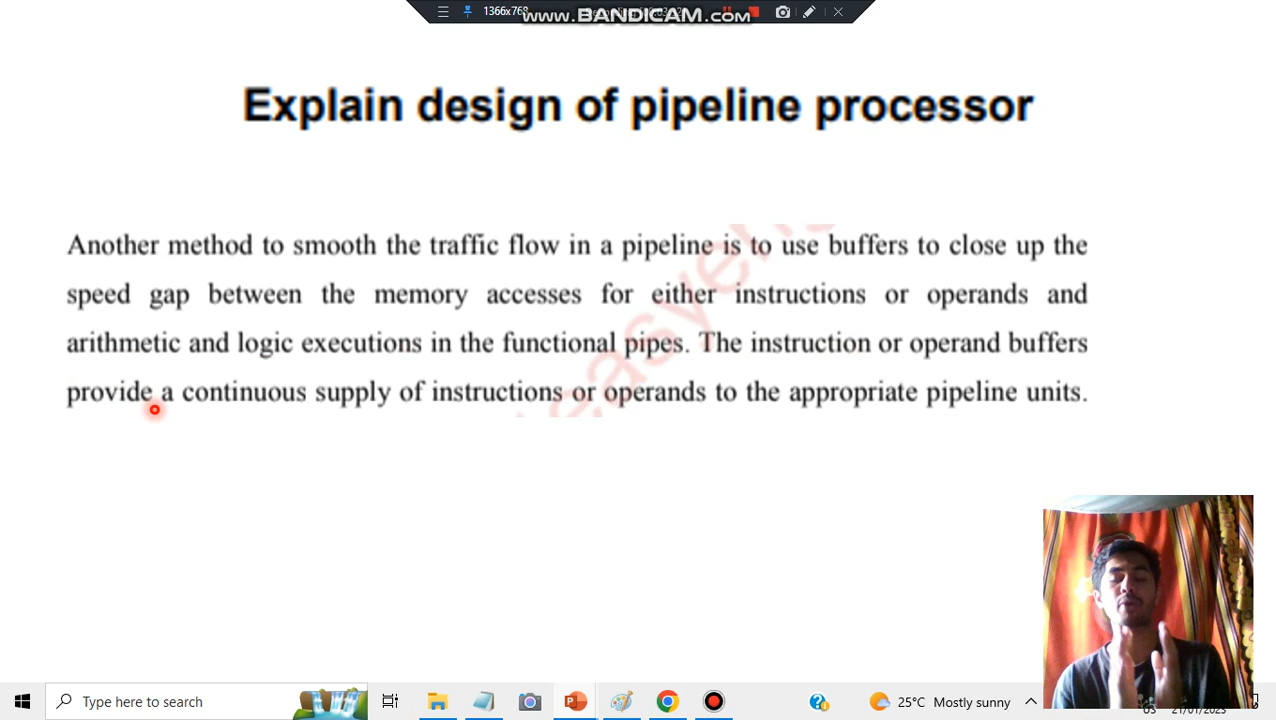 1366x768
www.BANDICAM.com
Explain design of pipeline processor
Another method to smooth the traffic flow in a pipeline is to use buffers to close up the
speed gap between the memory accesses for either instructions or operands and
arithmetic and logic executions in the functional pipes. The instruction or operand buffers
provide a continuous supply of instructions or operands to the appropriate pipeline units.
Type here to search
25°C Mostly sunny